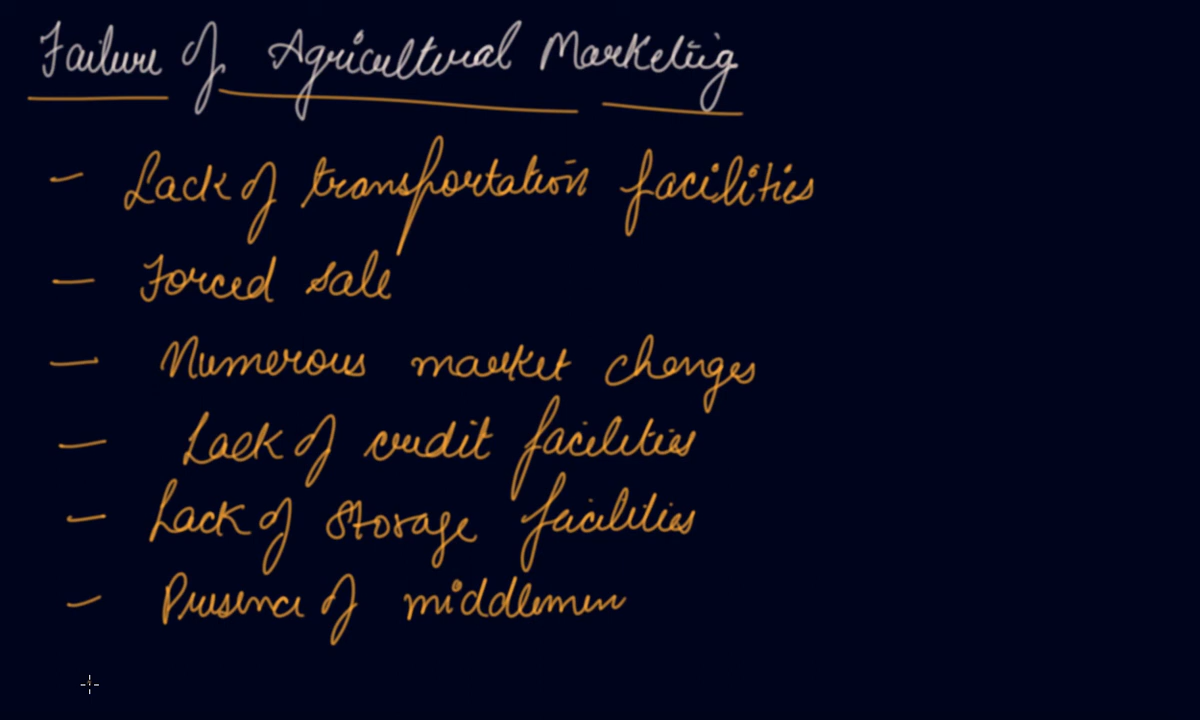 Failure of Agricultural Marketing
- Lack of transportation facilities
- Forced sale
- Numerous market changes
- Lack of credit facilities
- Lack of storage facilities
- Presence of middlemen